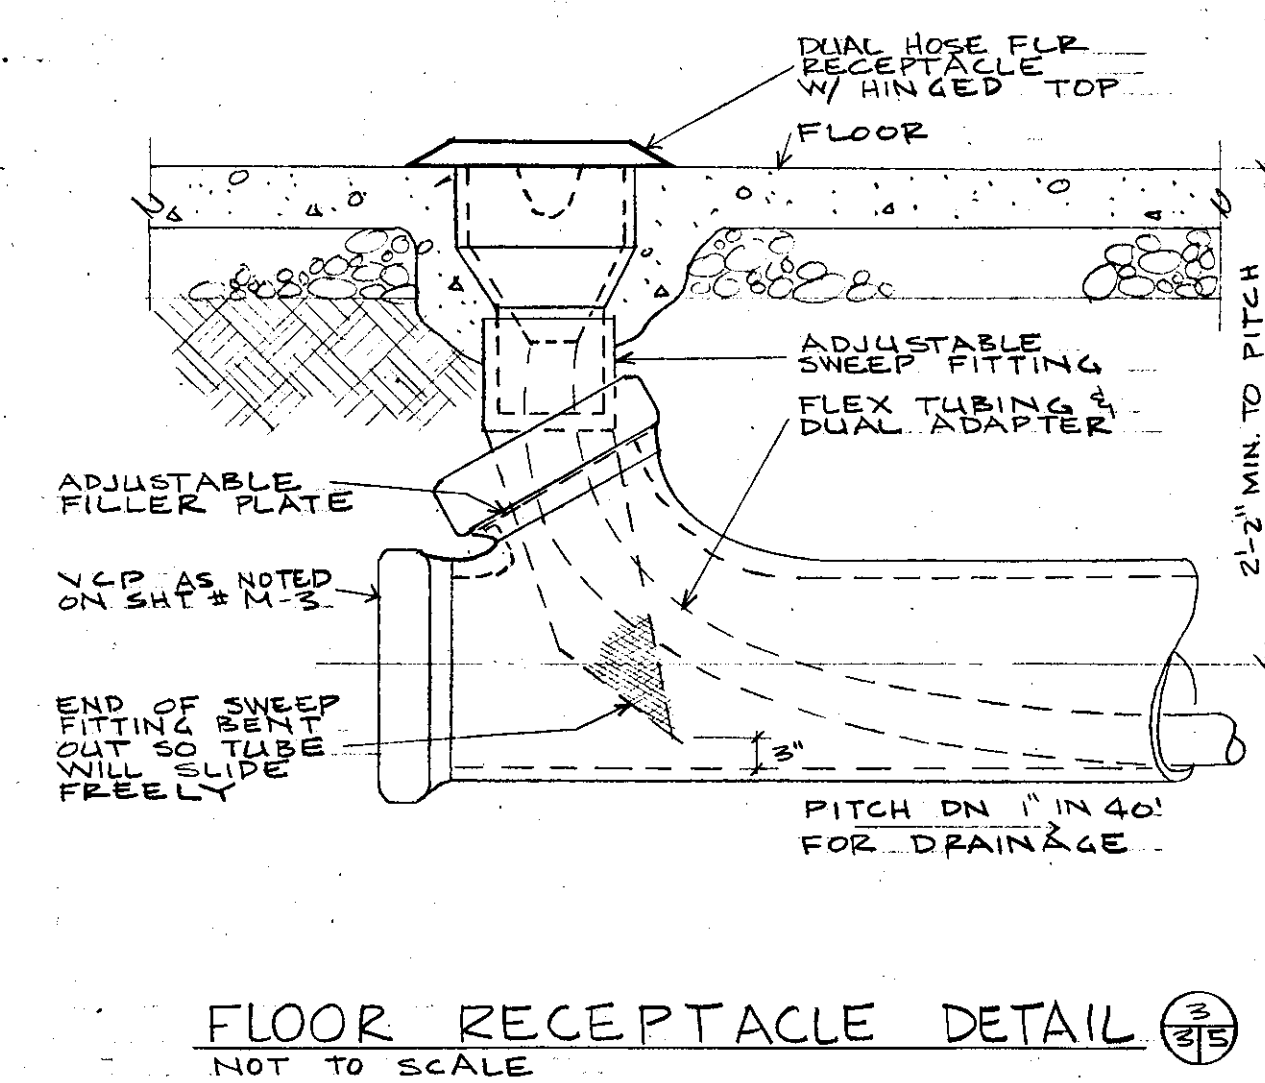 DUAL HOSE FLR
RECEPTACLE
W/ HINGED TOP
FLOOR
ADJUSTABLE
SWEEP FITTING
FLEX TUBING &
DUAL ADAPTER
2'-2" MIN. TO PITCH
ADJUSTABLE
FILLER PLATE
VCP AS NOTED
ON SHT # M-3
END OF SWEEP
FITTING BENT
OUT SO TUBE
WILL SLIDE
FREELY
3"
PITCH DN 1" IN 40'
FOR DRAINAGE
FLOOR RECEPTACLE DETAIL
NOT TO SCALE
3
3 5